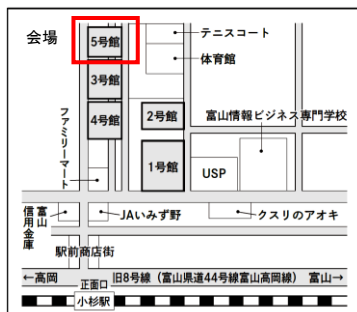 会場
5号館
テニスコート
体育館
3号館
4号館
2号館
富山情報ビジネス専門学校
ファミリーマート
1号館
USP
富山信用金庫
JAいみず野
クスリのアオキ
駅前商店街
←高岡
旧8号線（富山県道44号線富山高岡線）
富山→
正面口
小杉駅